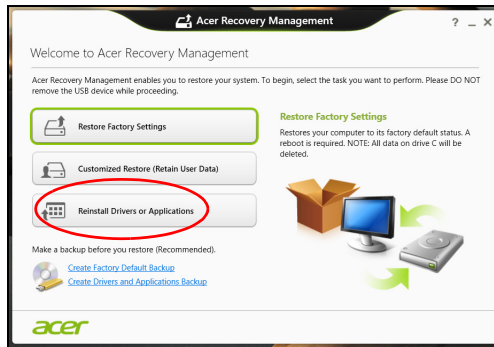 Acer Recovery Management
? _ X
Welcome to Acer Recovery Management
Acer Recovery Management enables you to restore your system. To begin, select the task you want to perform. Please DO NOT
remove the USB device while proceeding.
Restore Factory Settings
Customized Restore (Retain User Data)
Reinstall Drivers or Applications
Restore Factory Settings
Restores your computer to its factory default status. A
reboot is required. NOTE: All data on drive C will be
deleted.
Make a backup before you restore (Recommended).
Create Factory Default Backup
Create Drivers and Applications Backup
acer